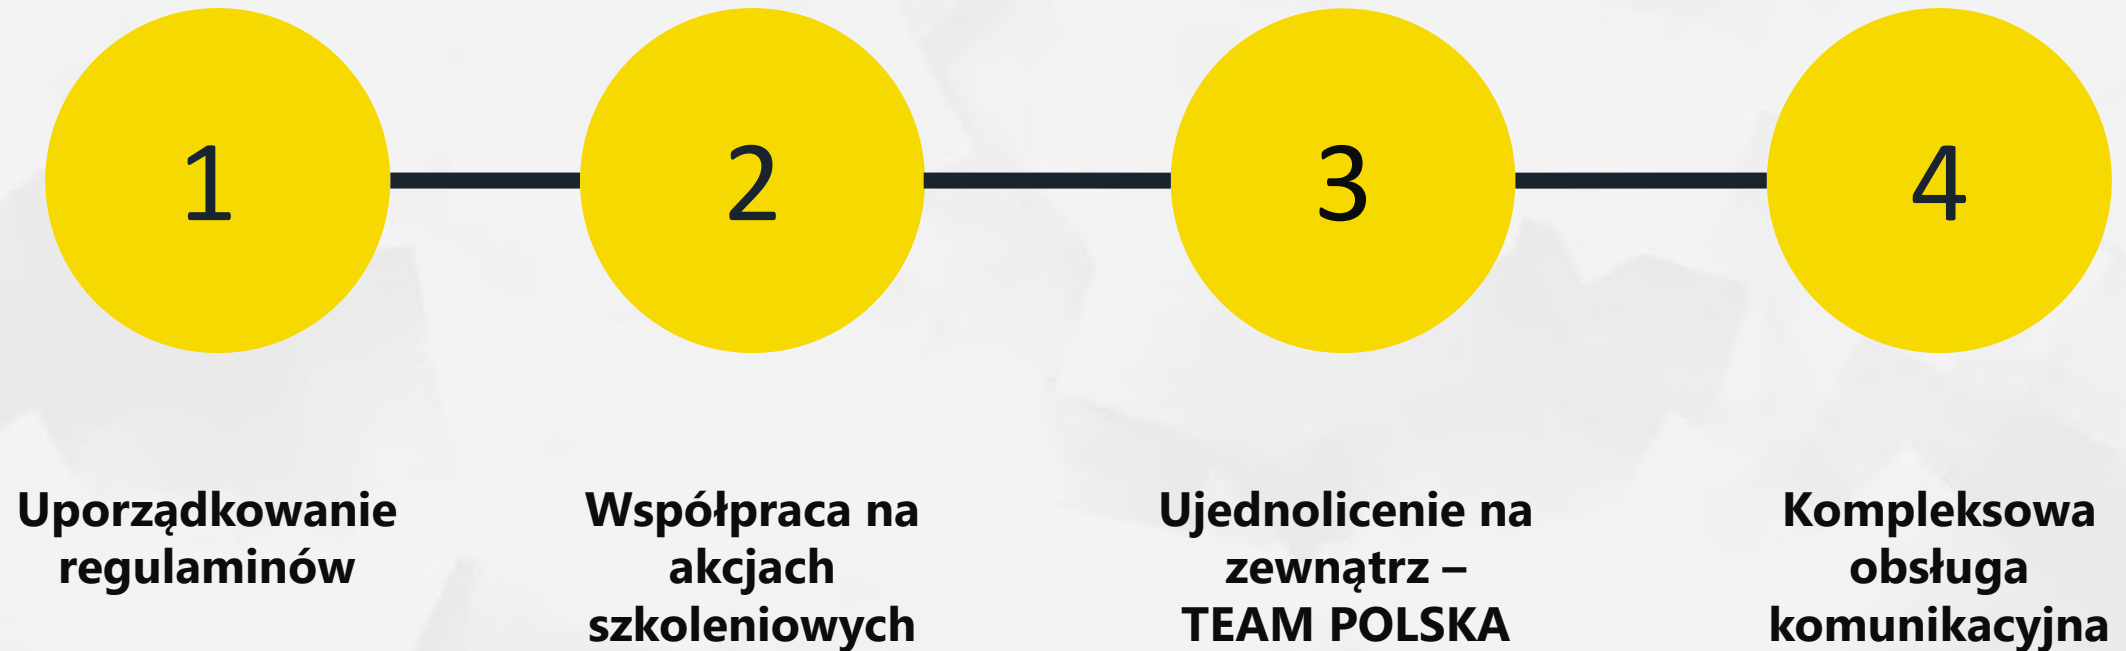 1
2
3
4
Uporządkowanie
regulaminów
Współpraca na
akcjach
szkoleniowych
Ujednolicenie na
zewnątrz –
TEAM POLSKA
Kompleksowa
obsługa
komunikacyjna